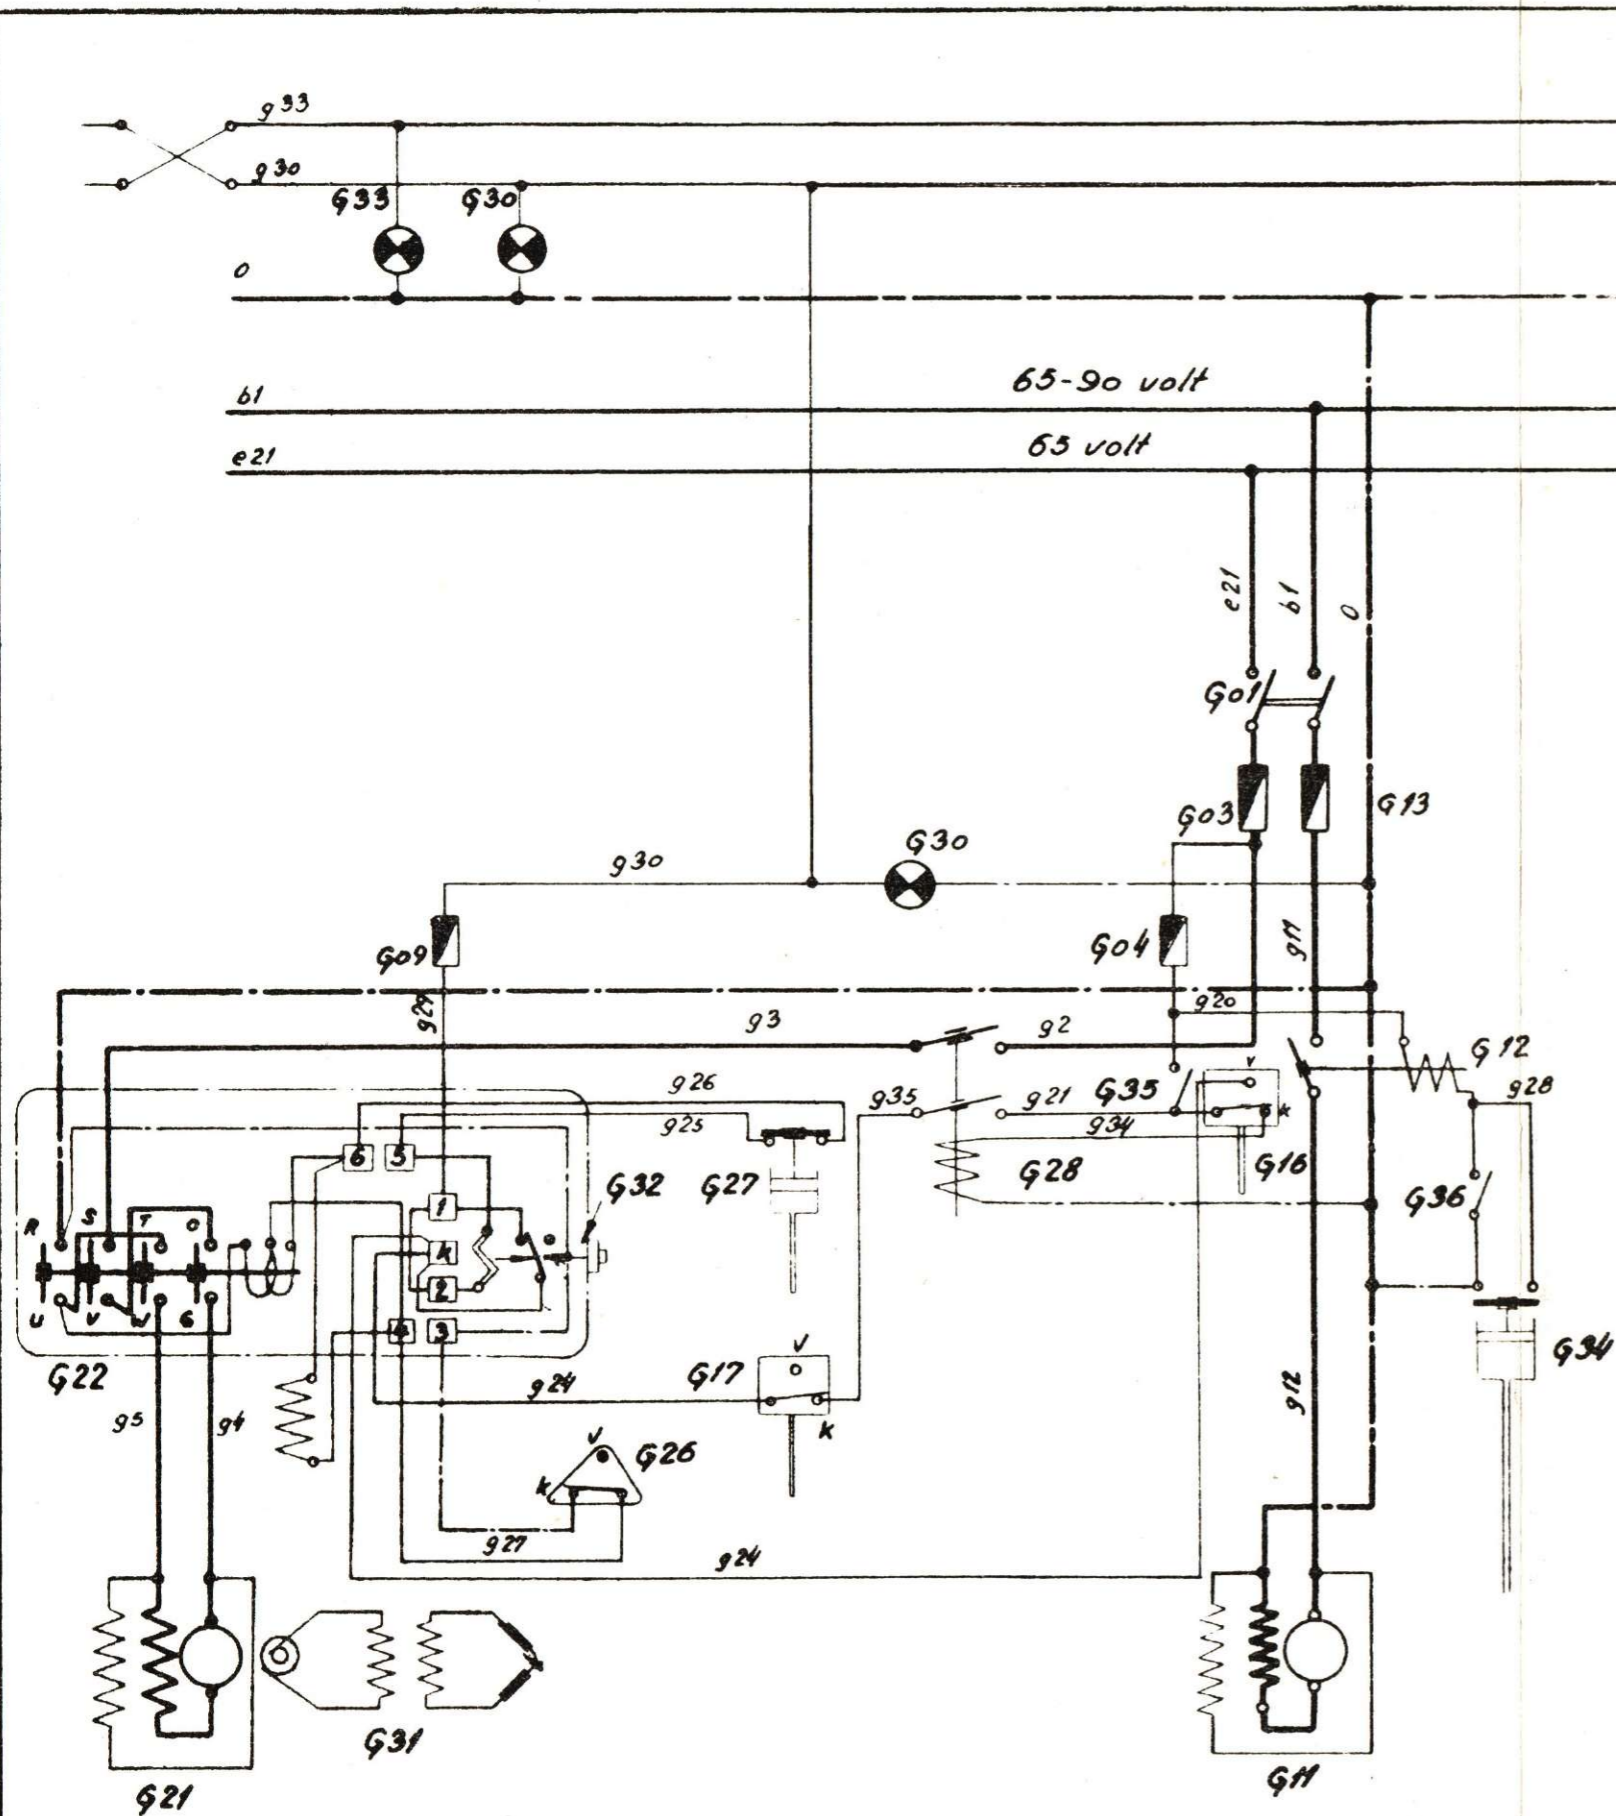 g33
g30
G33 G30
0
65-90 volt
b1
65 volt
e21
e21 b1 0
G01
G03 G13
G30
g30
G09 G04 g11
g29 g20
g3 g2
G12
g26 g35 g21 G35 v g28
g25 g34 k
6 5 G27 G28 G16
G32 G36
1
R S T O
k
2
U V W G
4 3
G22 G17 v G34
g24 g12
g5 g4 k
v G26
k
g27
g24
G31
G21 G11